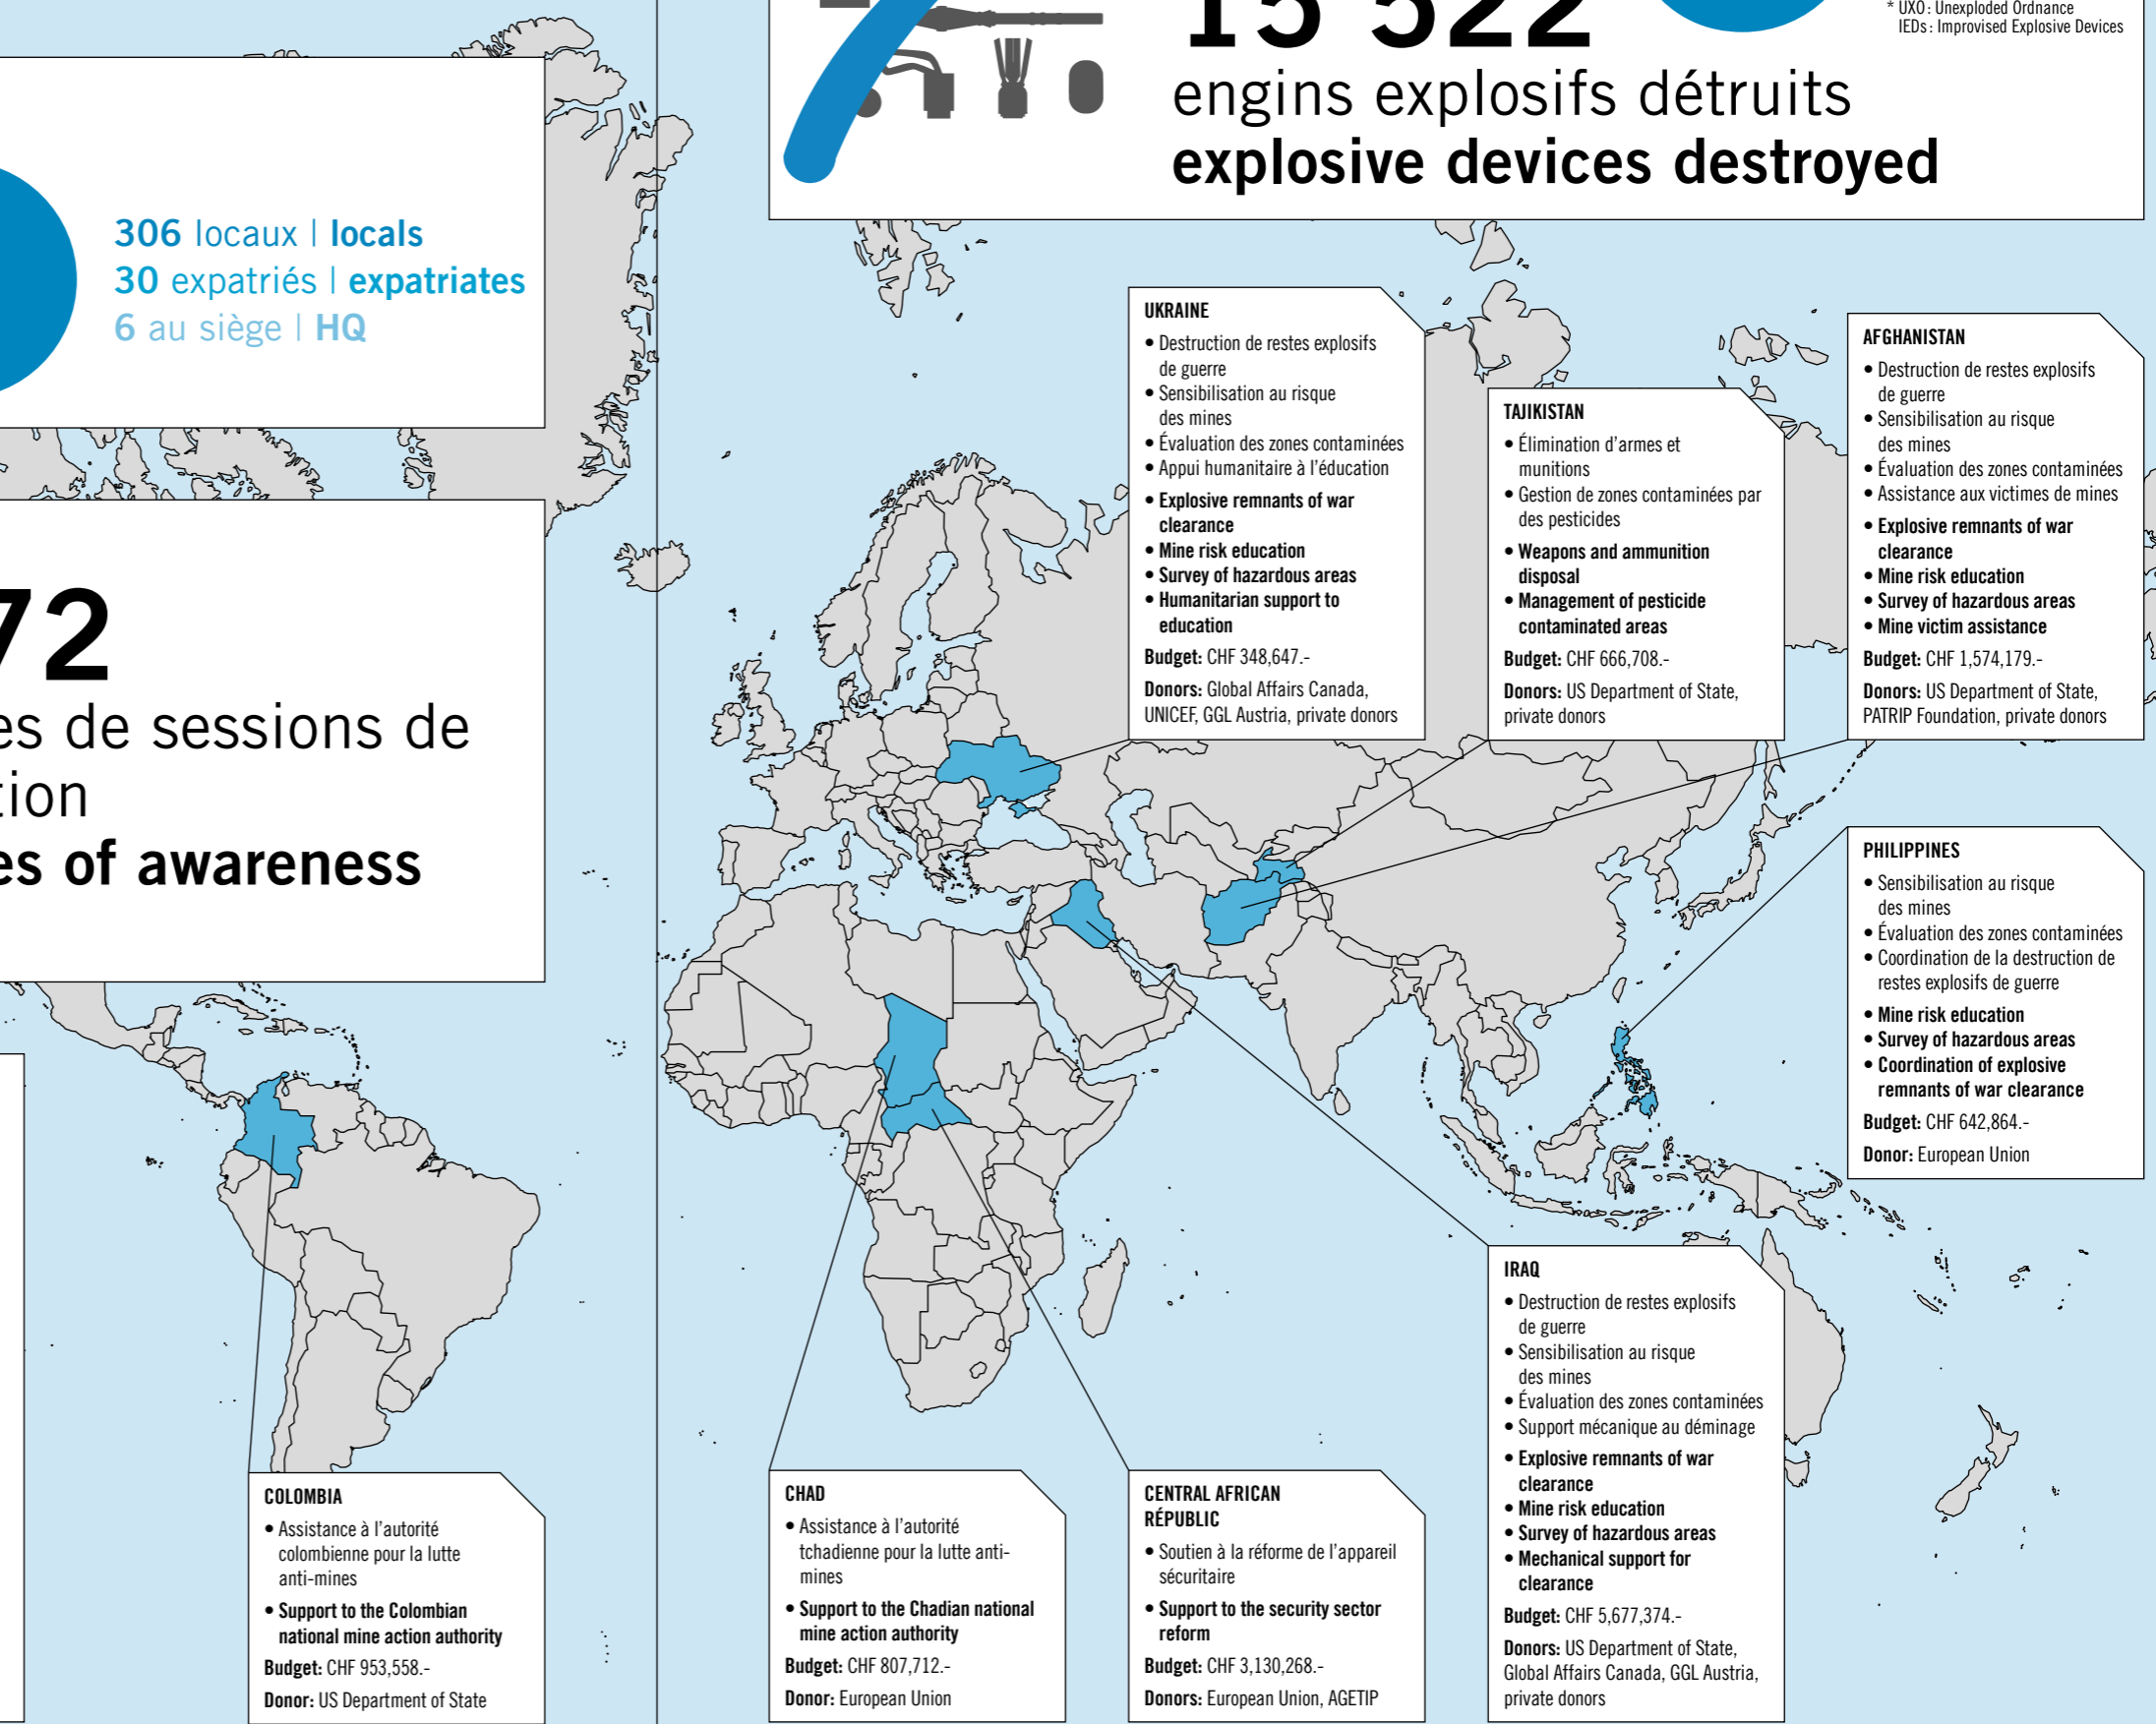 15 522
engins explosifs détruits
explosive devices destroyed
* UXO : Unexploded Ordnance
IEDs : Improvised Explosive Devices
306 locaux | locals
30 expatriés | expatriates
6 au siège | HQ
72
es de sessions de
tion
es of awareness
UKRAINE
• Destruction de restes explosifs
de guerre
• Sensibilisation au risque
des mines
• Évaluation des zones contaminées
• Appui humanitaire à l'éducation
• Explosive remnants of war
clearance
• Mine risk education
• Survey of hazardous areas
• Humanitarian support to
education
Budget: CHF 348,647.-
Donors: Global Affairs Canada,
UNICEF, GGL Austria, private donors
TAJIKISTAN
• Élimination d'armes et
munitions
• Gestion de zones contaminées par
des pesticides
• Weapons and ammunition
disposal
• Management of pesticide
contaminated areas
Budget: CHF 666,708.-
Donors: US Department of State,
private donors
AFGHANISTAN
• Destruction de restes explosifs
de guerre
• Sensibilisation au risque
des mines
• Évaluation des zones contaminées
• Assistance aux victimes de mines
• Explosive remnants of war
clearance
• Mine risk education
• Survey of hazardous areas
• Mine victim assistance
Budget: CHF 1,574,179.-
Donors: US Department of State,
PATRIP Foundation, private donors
PHILIPPINES
• Sensibilisation au risque
des mines
• Évaluation des zones contaminées
• Coordination de la destruction de
restes explosifs de guerre
• Mine risk education
• Survey of hazardous areas
• Coordination of explosive
remnants of war clearance
Budget: CHF 642,864.-
Donor: European Union
COLOMBIA
• Assistance à l'autorité
colombienne pour la lutte
anti-mines
• Support to the Colombian
national mine action authority
Budget: CHF 953,558.-
Donor: US Department of State
CHAD
• Assistance à l'autorité
tchadienne pour la lutte anti-
mines
• Support to the Chadian national
mine action authority
Budget: CHF 807,712.-
Donor: European Union
CENTRAL AFRICAN
RÉPUBLIC
• Soutien à la réforme de l'appareil
sécuritaire
• Support to the security sector
reform
Budget: CHF 3,130,268.-
Donors: European Union, AGETIP
IRAQ
• Destruction de restes explosifs
de guerre
• Sensibilisation au risque
des mines
• Évaluation des zones contaminées
• Support mécanique au déminage
• Explosive remnants of war
clearance
• Mine risk education
• Survey of hazardous areas
• Mechanical support for
clearance
Budget: CHF 5,677,374.-
Donors: US Department of State,
Global Affairs Canada, GGL Austria,
private donors